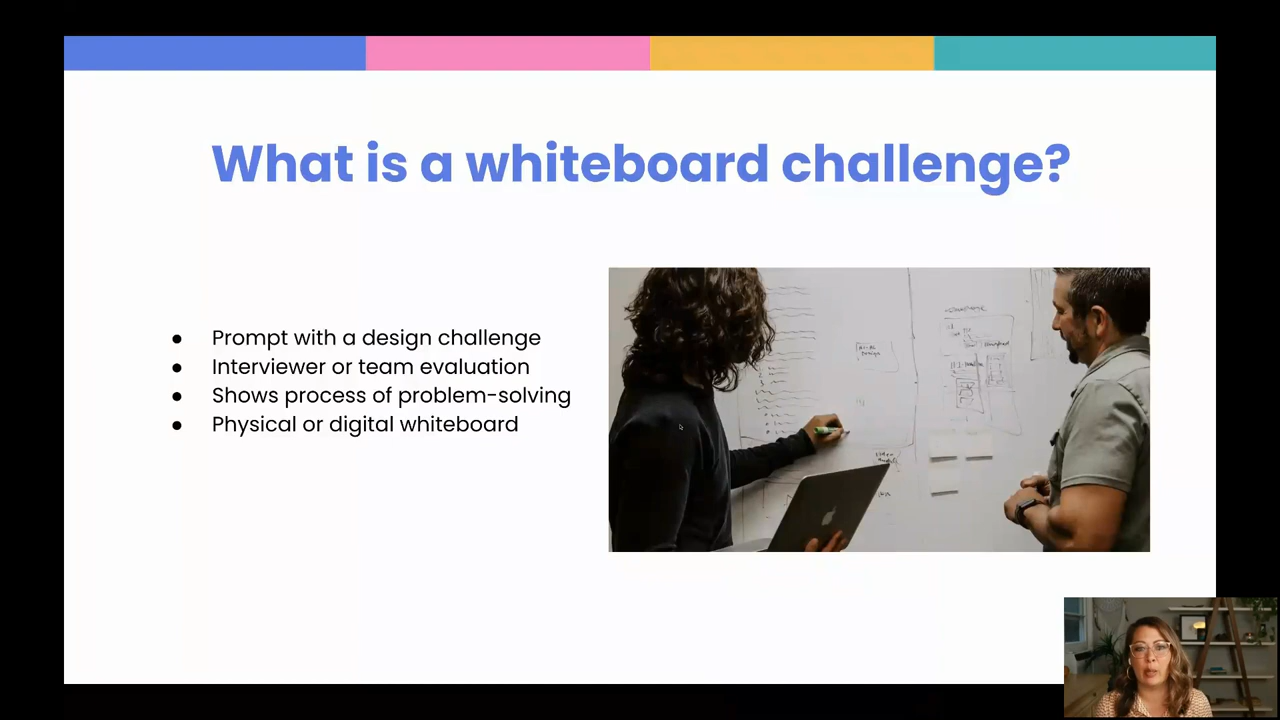 What is a whiteboard challenge?
● Prompt with a design challenge
● Interviewer or team evaluation
● Shows process of problem-solving
● Physical or digital whiteboard